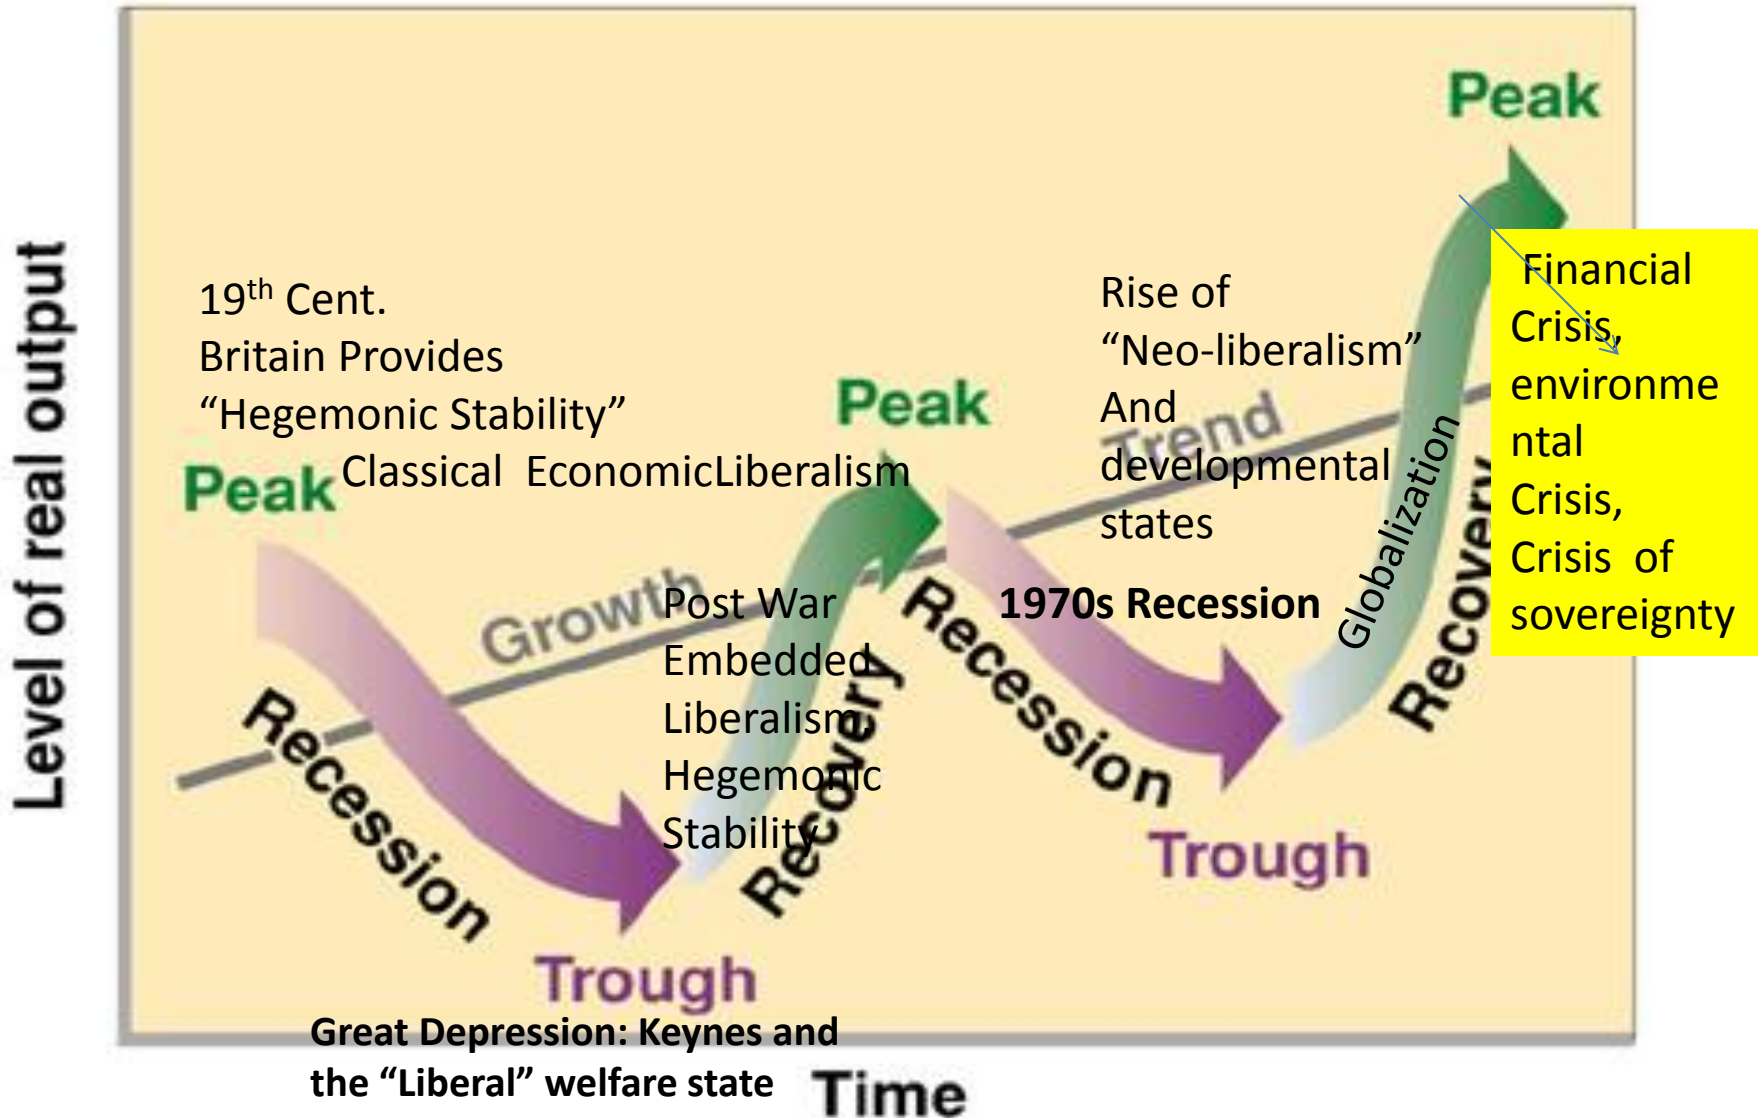 Peak
19th Cent.
Britain Provides
“Hegemonic Stability”
Classical EconomicLiberalism
Peak
Peak
Rise of
“Neo-liberalism”
And
developmental
states
Trend
Financial
Crisis,
environme
ntal
Crisis,
Crisis of
sovereignty
Growth
Post War
Embedded
Liberalism
Hegemonic
Stability
1970s Recession
Globalization
Recession
Recovery
Recession
Recovery
Trough
Trough
Great Depression: Keynes and
the “Liberal” welfare state
Level of real output
Time